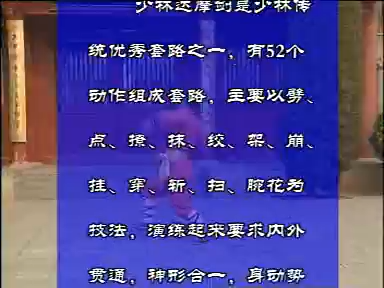 少林达摩剑是少林传
统优秀套路之一，有52个
动作组成套路，主要以劈、
点、撩、抹、绞、架、崩、
挂、穿、斩、扫、腕花为
技法，演练起来要求内外
贯通，神形合一，身动势